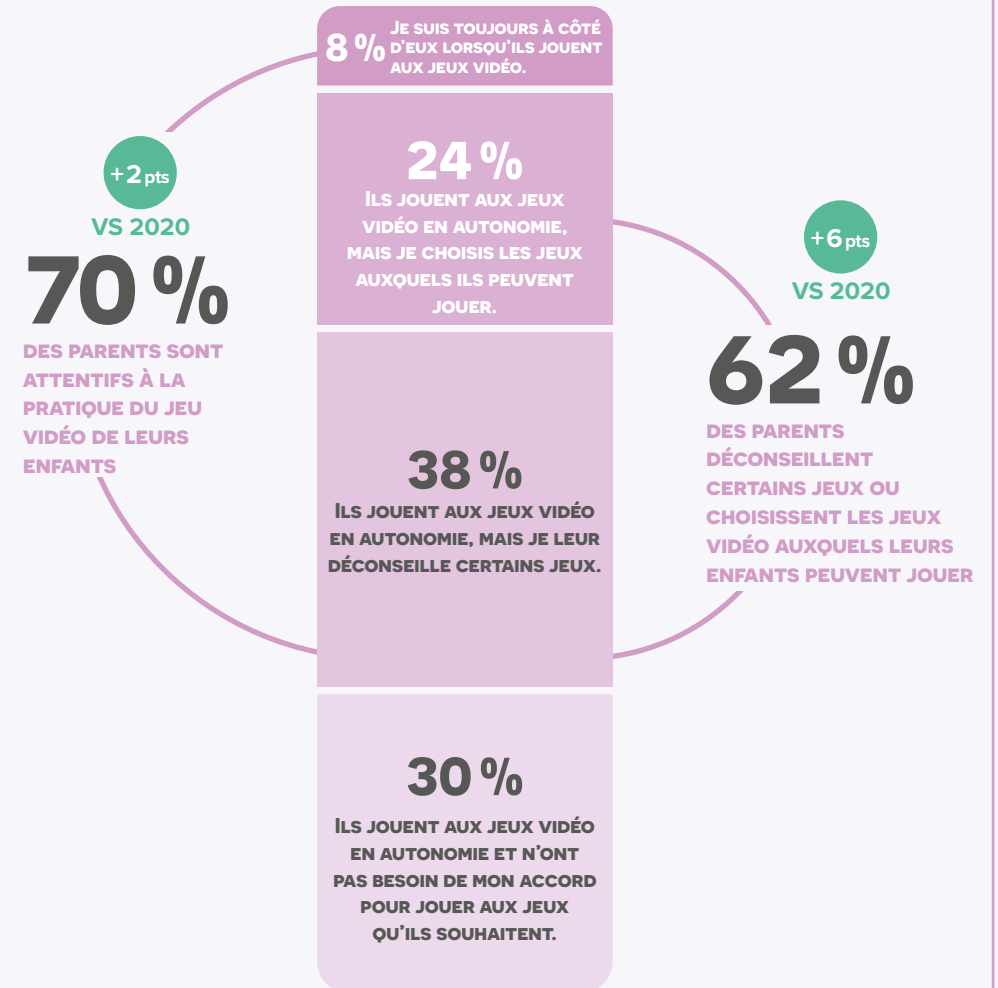 8 %
JE SUIS TOUJOURS À CÔTÉ
D'EUX LORSQU'ILS JOUENT
AUX JEUX VIDÉO.
24 %
ILS JOUENT AUX JEUX
VIDÉO EN AUTONOMIE,
MAIS JE CHOISIS LES JEUX
AUXQUELS ILS PEUVENT
JOUER.
38 %
ILS JOUENT AUX JEUX VIDÉO
EN AUTONOMIE, MAIS JE LEUR
DÉCONSEILLE CERTAINS JEUX.
30 %
ILS JOUENT AUX JEUX VIDÉO
EN AUTONOMIE ET N'ONT
PAS BESOIN DE MON ACCORD
POUR JOUER AUX JEUX
QU'ILS SOUHAITENT.
+2 pts
VS 2020
70 %
DES PARENTS SONT
ATTENTIFS À LA
PRATIQUE DU JEU
VIDÉO DE LEURS
ENFANTS
+6 pts
VS 2020
62 %
DES PARENTS
DÉCONSEILLENT
CERTAINS JEUX OU
CHOISISSENT LES JEUX
VIDÉO AUXQUELS LEURS
ENFANTS PEUVENT JOUER